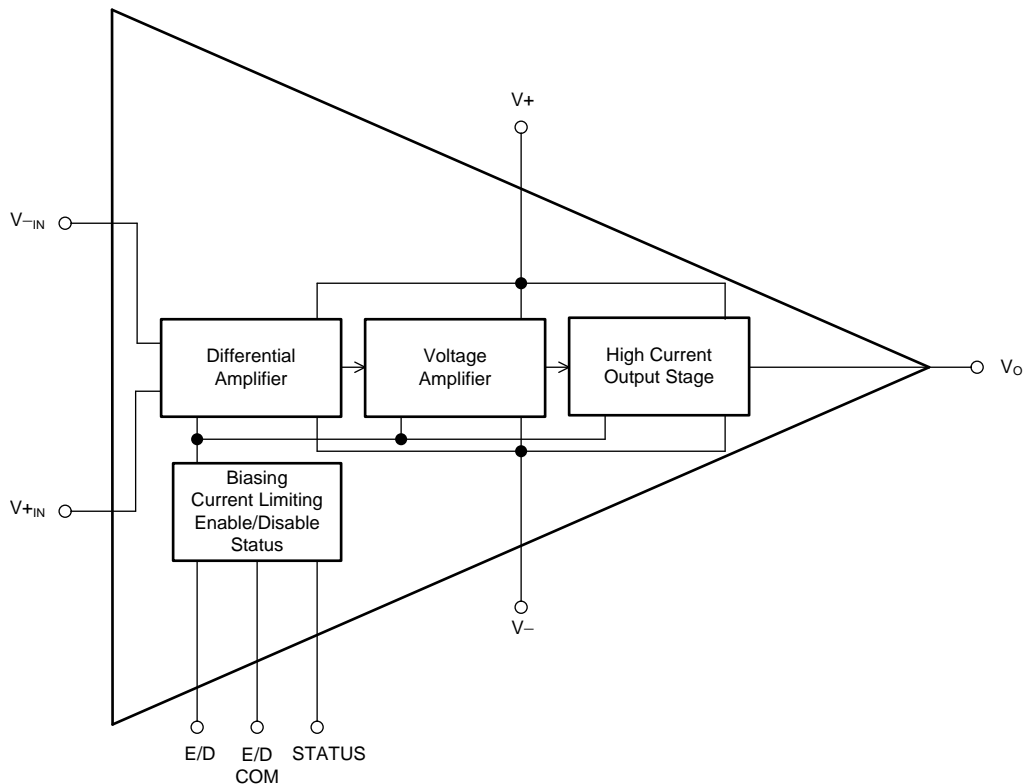 V+
V−IN
Differential
Amplifier
Voltage
Amplifier
High Current
Output Stage
VO
Biasing
Current Limiting
Enable/Disable
Status
V+IN
V−
E/D
E/D
COM
STATUS